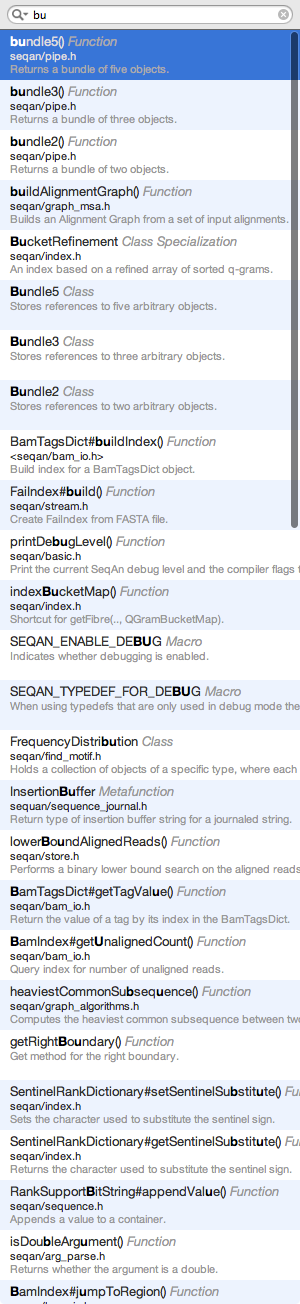 bu
bundle5() Function
seqan/pipe.h
Returns a bundle of five objects.
bundle3() Function
seqan/pipe.h
Returns a bundle of three objects.
bundle2() Function
seqan/pipe.h
Returns a bundle of two objects.
buildAlignmentGraph() Function
seqan/graph_msa.h
Builds an Alignment Graph from a set of input alignments.
BucketRefinement Class Specialization
seqan/index.h
An index based on a refined array of sorted q-grams.
Bundle5 Class
Stores references to five arbitrary objects.
Bundle3 Class
Stores references to three arbitrary objects.
Bundle2 Class
Stores references to two arbitrary objects.
BamTagsDict#buildIndex() Function
<seqan/bam_io.h>
Build index for a BamTagsDict object.
FaiIndex#build() Function
seqan/stream.h
Create FaiIndex from FASTA file.
printDebugLevel() Function
seqan/basic.h
Print the current SeqAn debug level and the compiler flags t
indexBucketMap() Function
seqan/index.h
Shortcut for getFibre(.., QGramBucketMap).
SEQAN_ENABLE_DEBUG Macro
Indicates whether debugging is enabled.
SEQAN_TYPEDEF_FOR_DEBUG Macro
When using typedefs that are only used in debug mode the
FrequencyDistribution Class
seqan/find_motif.h
Holds a collection of objects of a specific type, where each
InsertionBuffer Metafunction
sequan/sequence_journal.h
Return type of insertion buffer string for a journaled string.
lowerBoundAlignedReads() Function
seqan/store.h
Performs a binary lower bound search on the aligned reads
BamTagsDict#getTagValue() Function
seqan/bam_io.h
Return the value of a tag by its index in the BamTagsDict.
BamIndex#getUnalignedCount() Function
seqan/bam_io.h
Query index for number of unaligned reads.
heaviestCommonSubsequence() Function
seqan/graph_algorithms.h
Computes the heaviest common subsequence between two
getRightBoundary() Function
Get method for the right boundary.
SentinelRankDictionary#setSentinelSubstitute() Fu
seqan/index.h
Sets the character used to substitute the sentinel sign.
SentinelRankDictionary#getSentinelSubstitute() Fu
seqan/index.h
Returns the character used to substitute the sentinel sign.
RankSupportBitString#appendValue() Function
seqan/sequence.h
Appends a value to a container.
isDoubleArgument() Function
seqan/arg_parse.h
Returns whether the argument is a double.
BamIndex#jumpToRegion() Function